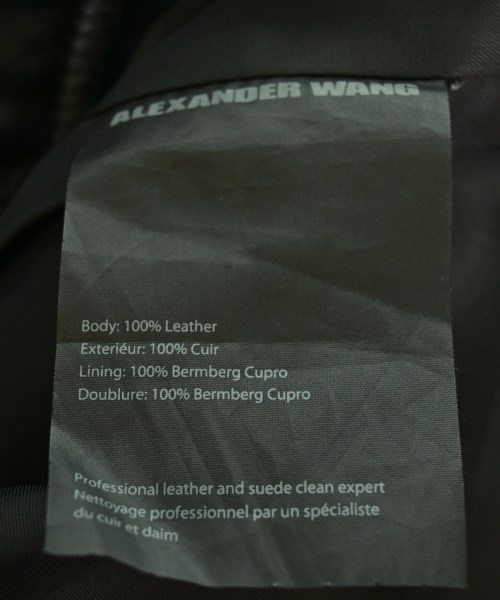 ALEXANDER WANG
Body: 100% Leather
Exteriéur: 100% Cuir
Lining: 100% Bermberg Cupro
Doublure: 100% Bermberg Cupro
Professional leather and suede clean expert
Nettoyage professionnel par un spécialiste
du cuir et daim